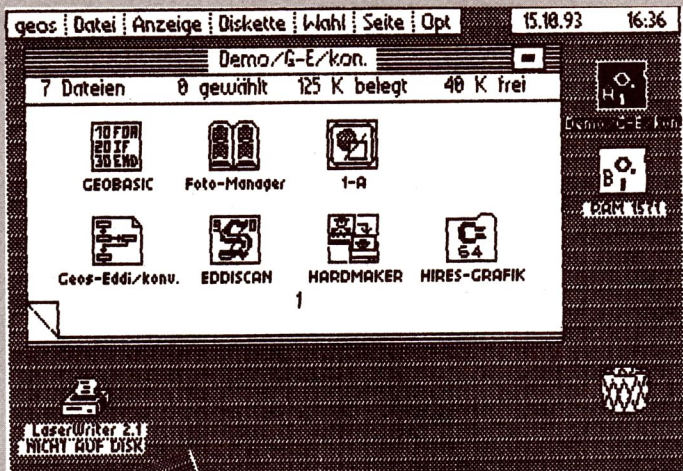 geos Datei Anzeige Diskette Wahl Seite Opt 15.10.93 16:36
Demo/G-E/kon.
7 Dateien 0 gewählt 125 K belegt 40 K frei
10 FOR
20 IF
30 END
GEOBASIC
Foto-Manager
1-A
Geos-Eddi/konv.
EDDISCAN
HARDMAKER
64
HIRES-GRAFIK
1
A
Demo/G-E/kon
B
RAM 1571
LaserWriter 2.1
NICHT AUF DISK